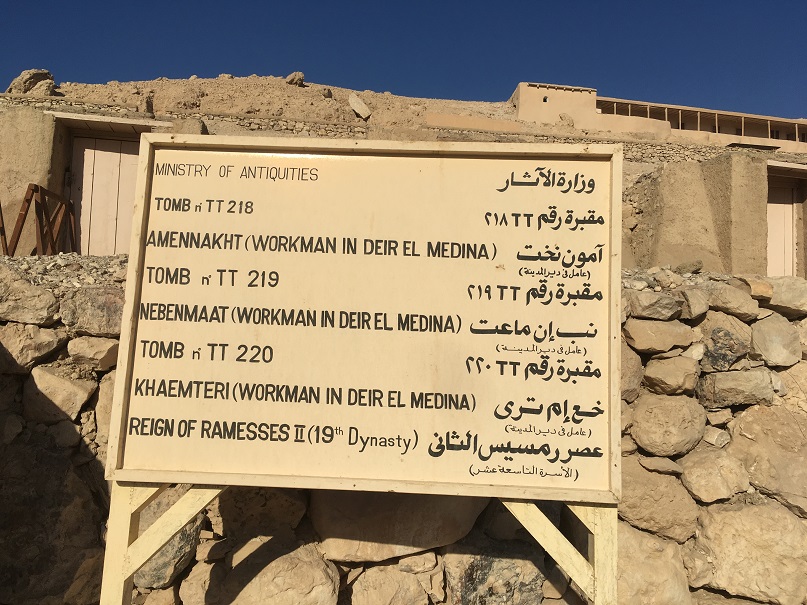 MINISTRY OF ANTIQUITIES
وزارة الآثار
TOMB nº TT 218
مقبرة رقم TT ٢١٨
AMENNAKHT (WORKMAN IN DEIR EL MEDINA)
آمون نخت
(عامل فى دير المدينة)
TOMB nº TT 219
مقبرة رقم TT ٢١٩
NEBENMAAT (WORKMAN IN DEIR EL MEDINA)
نب إن ماعت
(عامل فى دير المدينة)
TOMB nº TT 220
مقبرة رقم TT ٢٢٠
KHAEMTERI (WORKMAN IN DEIR EL MEDINA)
خع إم ترى
(عامل فى دير المدينة)
REIGN OF RAMESSES II (19th Dynasty)
عصر رمسيس الثانى
(الأسرة التاسعة عشر)